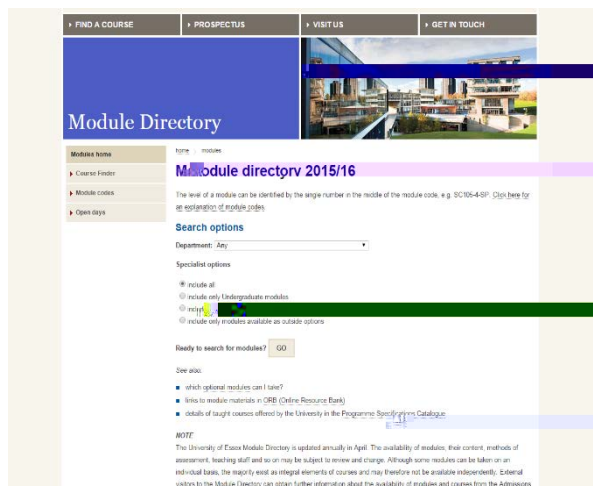 FIND A COURSE
PROSPECTUS
VISIT US
GET IN TOUCH
Module Directory
Modules home
Course Finder
Module codes
Open days
home : modules
Module directory 2015/16
The level of a module can be identified by the single number in the middle of the module code, e.g. SC106-4-SP. Click here for
an explanation of module codes.
Search options
Department: Any
Specialist options
include all
include only Undergraduate modules
include only modules available as outside options
Ready to search for modules? GO
See also:
which optional modules can I take?
links to module materials in ORB (Online Resource Bank)
details of taught courses offered by the University in the Programme Specifications Catalogue
NOTE
The University of Essex Module Directory is updated annually in April. The availability of modules, their content, methods of
assessment, teaching staff and so on may be subject to review and change. Although some modules can be taken on an
individual basis, the majority exist as integral elements of courses and may therefore not be available independently. External
visitors to the Module Directory can obtain further information about the availability of modules and courses from the Admissions